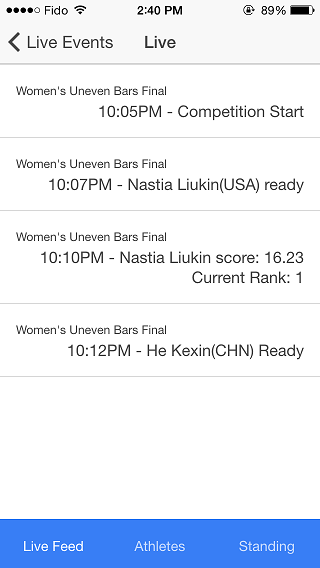 Fido 2:40 PM 89%
Live Events Live
Women's Uneven Bars Final
10:05PM - Competition Start
Women's Uneven Bars Final
10:07PM - Nastia Liukin(USA) ready
Women's Uneven Bars Final
10:10PM - Nastia Liukin score: 16.23
Current Rank: 1
Women's Uneven Bars Final
10:12PM - He Kexin(CHN) Ready
Live Feed Athletes Standing